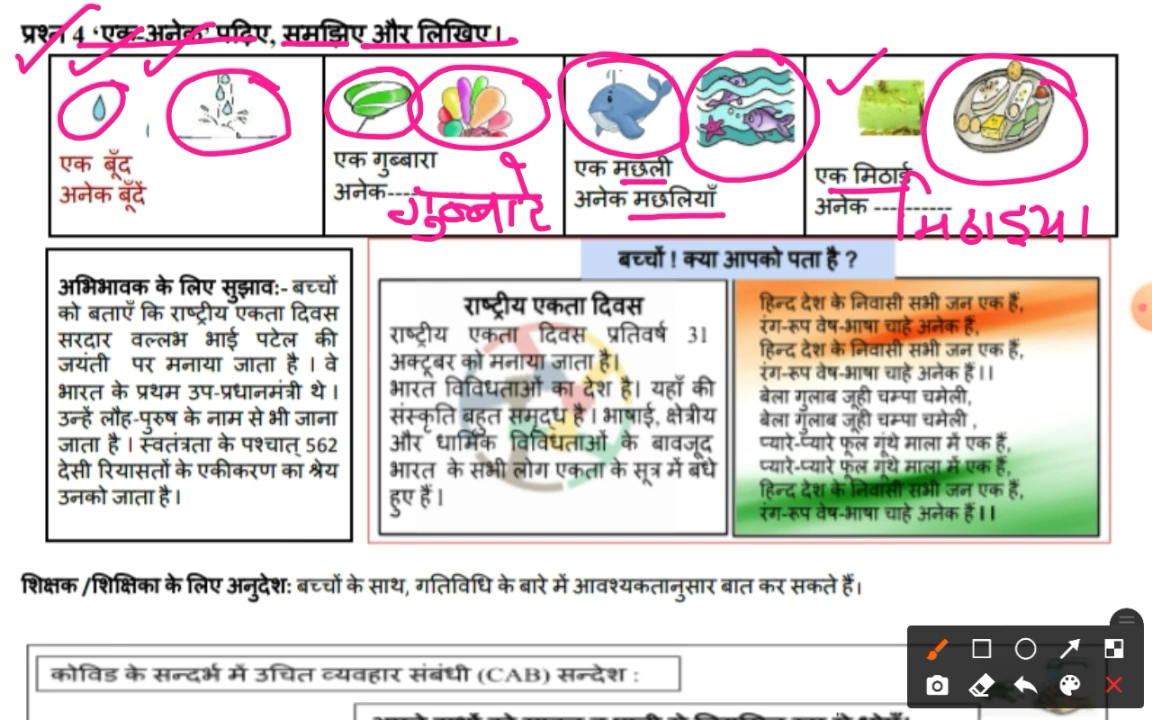 प्रश्न 4 ‘एक-अनेक’ पढ़िए, समझिए और लिखिए।
एक बूँद
अनेक बूँदें
एक गुब्बारा
अनेक---------- गुब्बारे
एक मछली
अनेक मछलियाँ
एक मिठाई
अनेक ---------- मिठाइया।
अभिभावक के लिए सुझाव:- बच्चों
को बताएँ कि राष्ट्रीय एकता दिवस
सरदार वल्लभ भाई पटेल की
जयंती पर मनाया जाता है । वे
भारत के प्रथम उप-प्रधानमंत्री थे ।
उन्हें लौह-पुरुष के नाम से भी जाना
जाता है । स्वतंत्रता के पश्चात् 562
देसी रियासतों के एकीकरण का श्रेय
उनको जाता है।
बच्चों ! क्या आपको पता है ?
राष्ट्रीय एकता दिवस
राष्ट्रीय एकता दिवस प्रतिवर्ष 31
अक्टूबर को मनाया जाता है।
भारत विविधताओं का देश है। यहाँ की
संस्कृति बहुत समृद्ध है । भाषाई, क्षेत्रीय
और धार्मिक विविधताओं के बावजूद
भारत के सभी लोग एकता के सूत्र में बंधे
हुए हैं ।
हिन्द देश के निवासी सभी जन एक हैं,
रंग-रूप वेष-भाषा चाहे अनेक हैं,
हिन्द देश के निवासी सभी जन एक हैं,
रंग-रूप वेष-भाषा चाहे अनेक हैं।।
बेला गुलाब जूही चम्पा चमेली,
बेला गुलाब जूही चम्पा चमेली ,
प्यारे-प्यारे फूल गूंथे माला में एक हैं,
प्यारे-प्यारे फूल गूंथे माला में एक हैं,
हिन्द देश के निवासी सभी जन एक हैं,
रंग-रूप वेष-भाषा चाहे अनेक हैं।।
शिक्षक /शिक्षिका के लिए अनुदेश: बच्चों के साथ, गतिविधि के बारे में आवश्यकतानुसार बात कर सकते हैं।
कोविड के सन्दर्भ में उचित व्यवहार संबंधी (CAB) सन्देश :